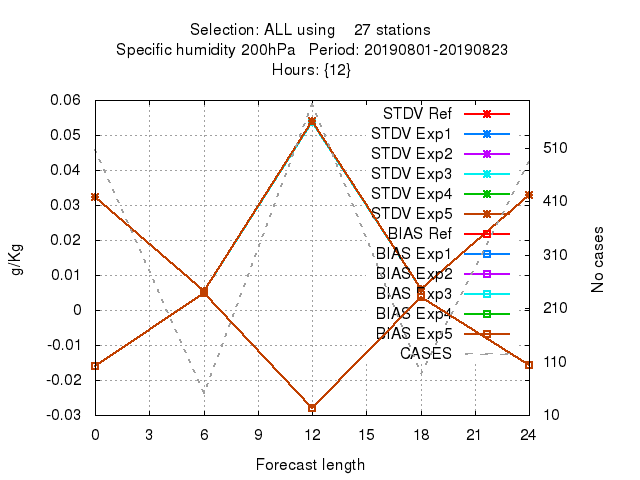 Selection: ALL using    27 stations
Specific humidity 200hPa   Period: 20190801-20190823
Hours: {12}
0.06
0.05
0.04
0.03
0.02
0.01
0
-0.01
-0.02
-0.03
g/Kg
STDV Ref
STDV Exp1
STDV Exp2
STDV Exp3
STDV Exp4
STDV Exp5
BIAS Ref
BIAS Exp1
BIAS Exp2
BIAS Exp3
BIAS Exp4
BIAS Exp5
CASES
510
410
310
210
110
10
No cases
0 3 6 9 12 15 18 21 24
Forecast length